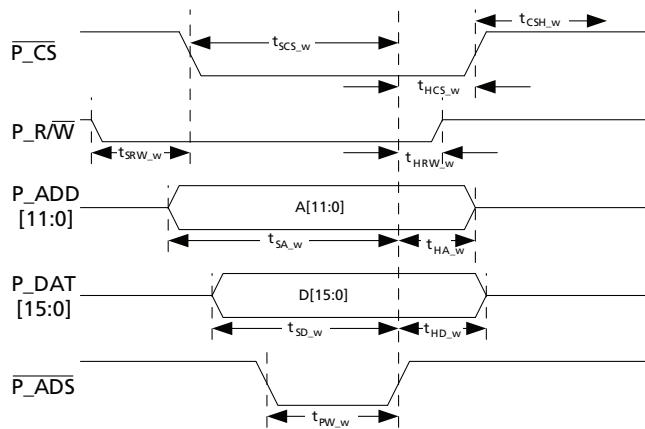 t_CSH_w
P_CS
t_SCS_w
t_HCS_w
P_R/W
t_SRW_w
t_HRW_w
P_ADD
[11:0]
A[11:0]
t_SA_w
t_HA_w
P_DAT
[15:0]
D[15:0]
t_SD_w
t_HD_w
P_ADS
t_PW_w